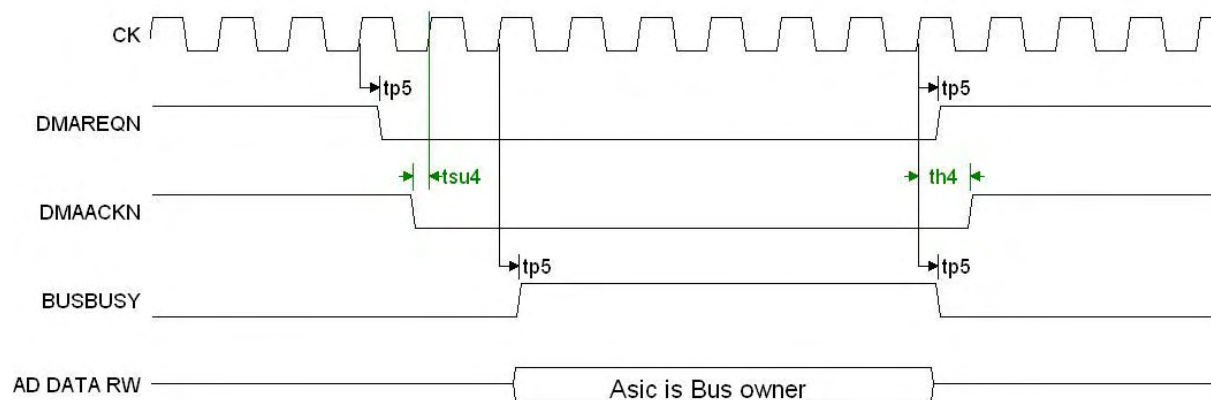 CK
tp5 tp5
DMAREQN
tsu4 th4
DMAACKN
tp5 tp5
BUSBUSY
AD DATA RW Asic is Bus owner